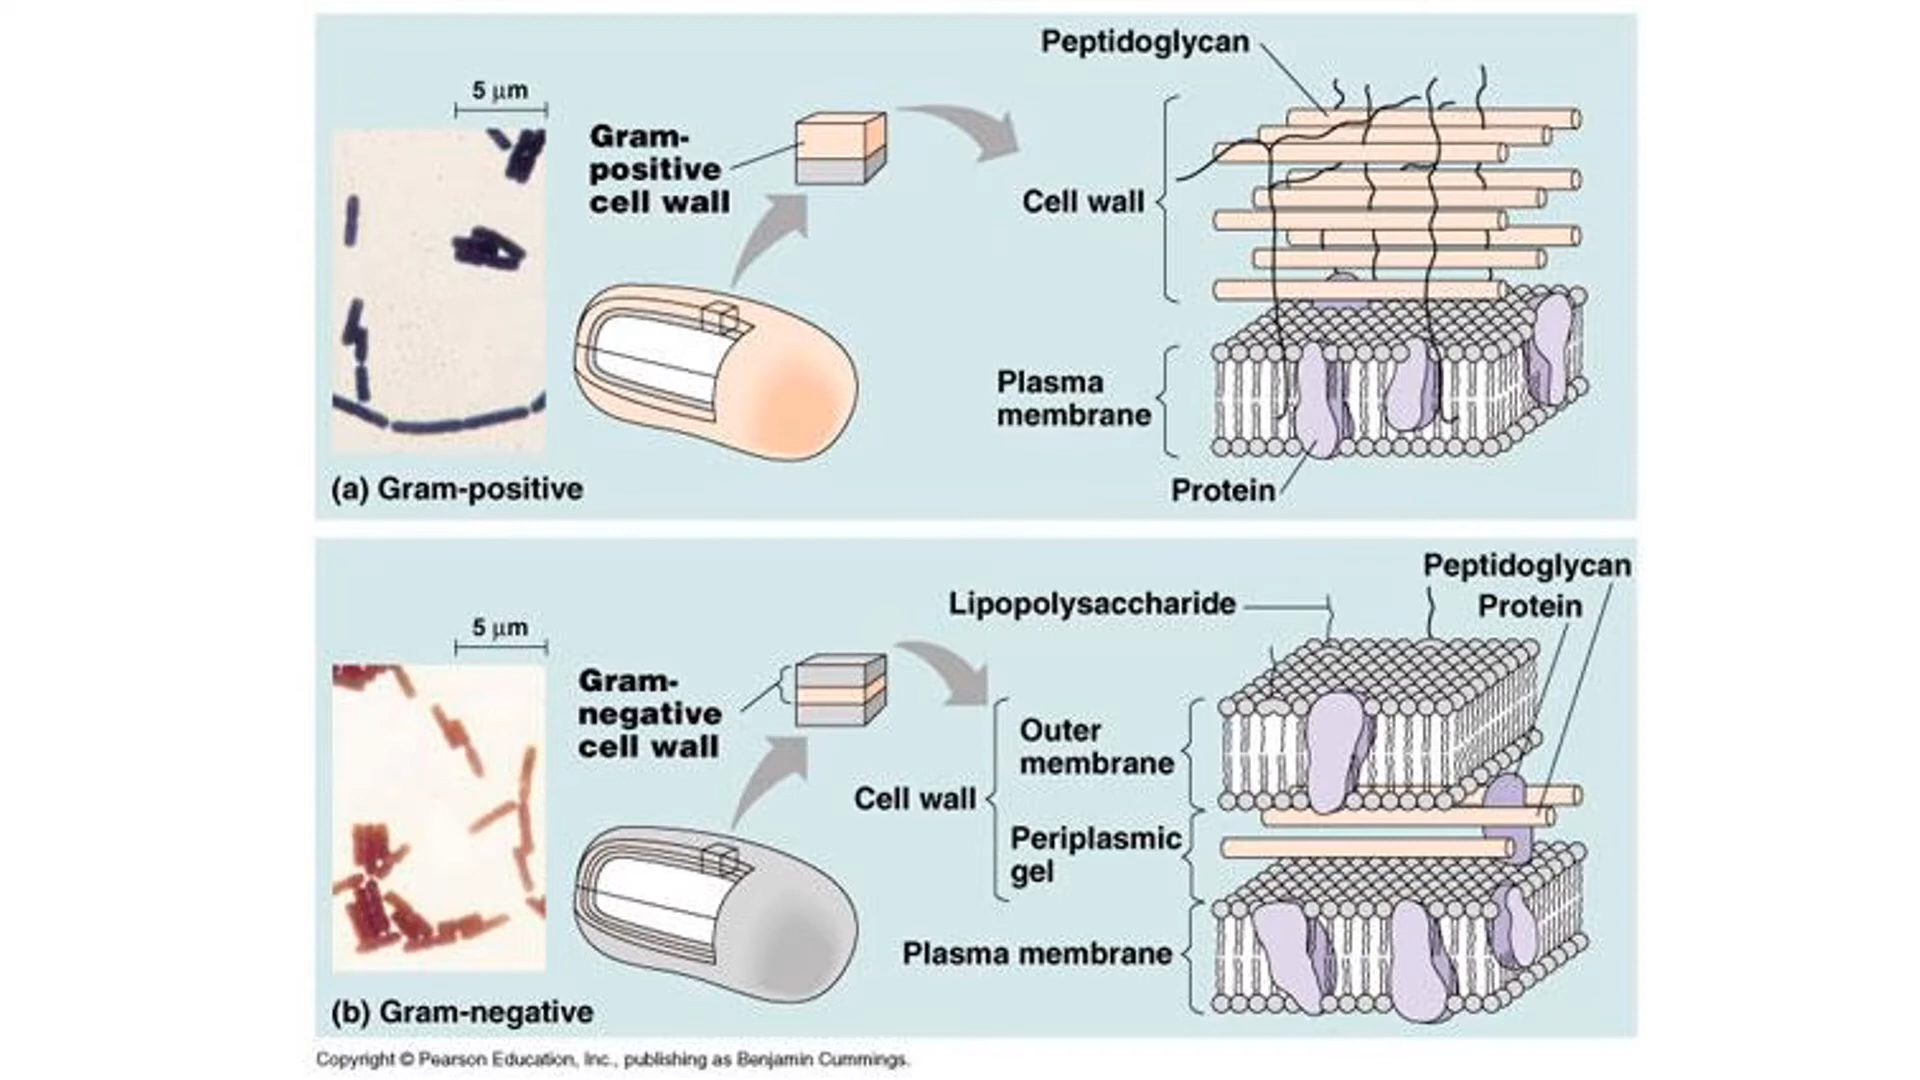 Peptidoglycan
5 μm
Gram-
positive
cell wall
Cell wall
Plasma
membrane
Protein
(a) Gram-positive
Peptidoglycan
Protein
Lipopolysaccharide
5 μm
Gram-
negative
cell wall
Outer
membrane
Cell wall
Periplasmic
gel
Plasma membrane
(b) Gram-negative
Copyright © Pearson Education, Inc., publishing as Benjamin Cummings.